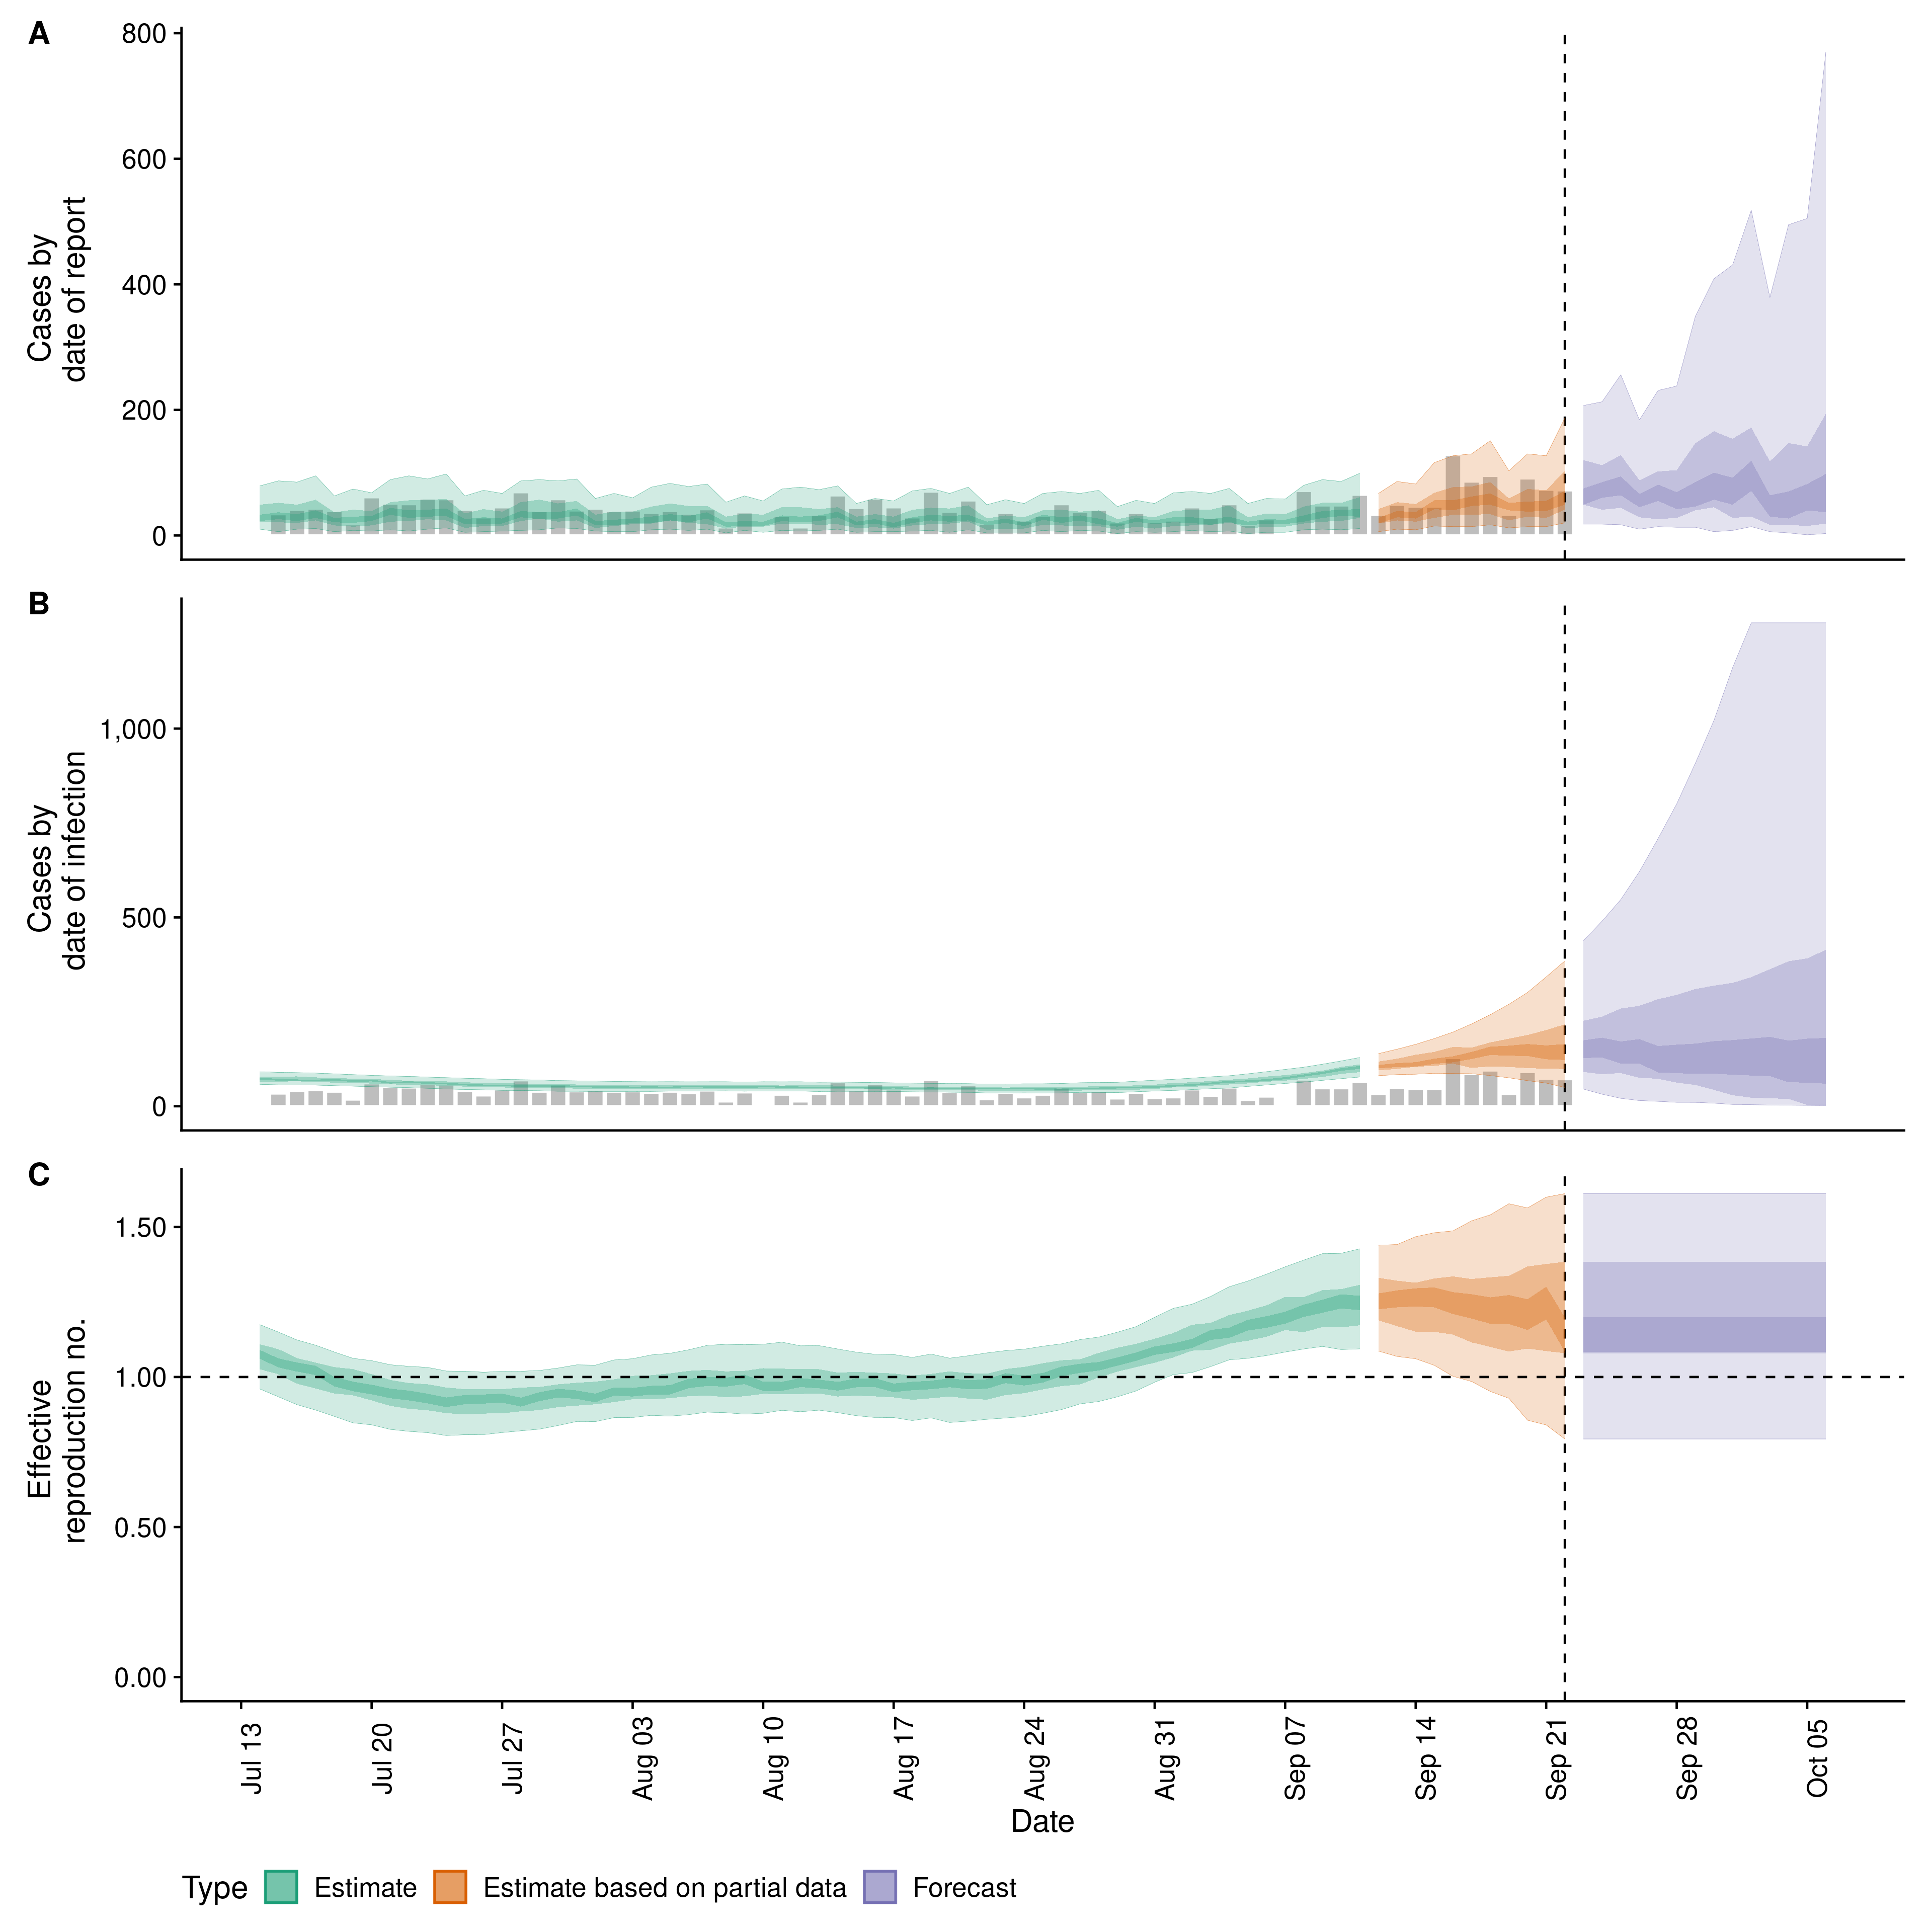 A
Cases by
date of report
800
600
400
200
0
B
Cases by
date of infection
1,000
500
0
C
Effective
reproduction no.
1.50
1.00
0.50
0.00
Jul 13
Jul 20
Jul 27
Aug 03
Aug 10
Aug 17
Aug 24
Aug 31
Sep 07
Sep 14
Sep 21
Sep 28
Oct 05
Date
Type Estimate Estimate based on partial data Forecast